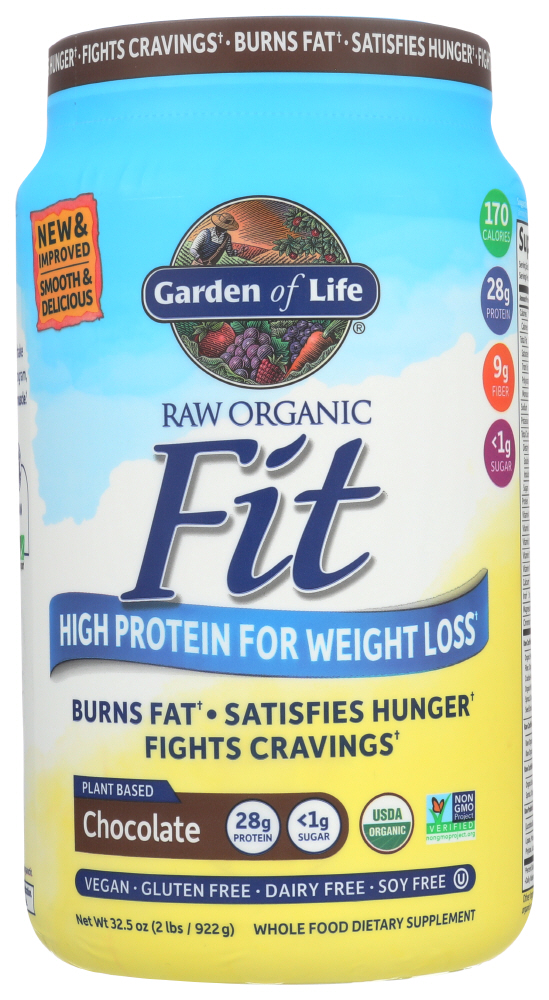 HUNGER† · FIGHTS CRAVINGS† · BURNS FAT† · SATISFIES HUNGER† ·
NEW &
IMPROVED
SMOOTH &
DELICIOUS
Garden of Life
®
170
CALORIES
28g
PROTEIN
9g
FIBER
<1g
SUGAR
RAW ORGANIC
Fit
HIGH PROTEIN FOR WEIGHT LOSS†
BURNS FAT† • SATISFIES HUNGER†
FIGHTS CRAVINGS†
PLANT BASED
Chocolate
28g
PROTEIN
<1g
SUGAR
USDA
ORGANIC
NON
GMO
Project
VERIFIED
nongmoproject.org
VEGAN · GLUTEN FREE · DAIRY FREE · SOY FREE U
Net Wt 32.5 oz (2 lbs / 922 g) WHOLE FOOD DIETARY SUPPLEMENT